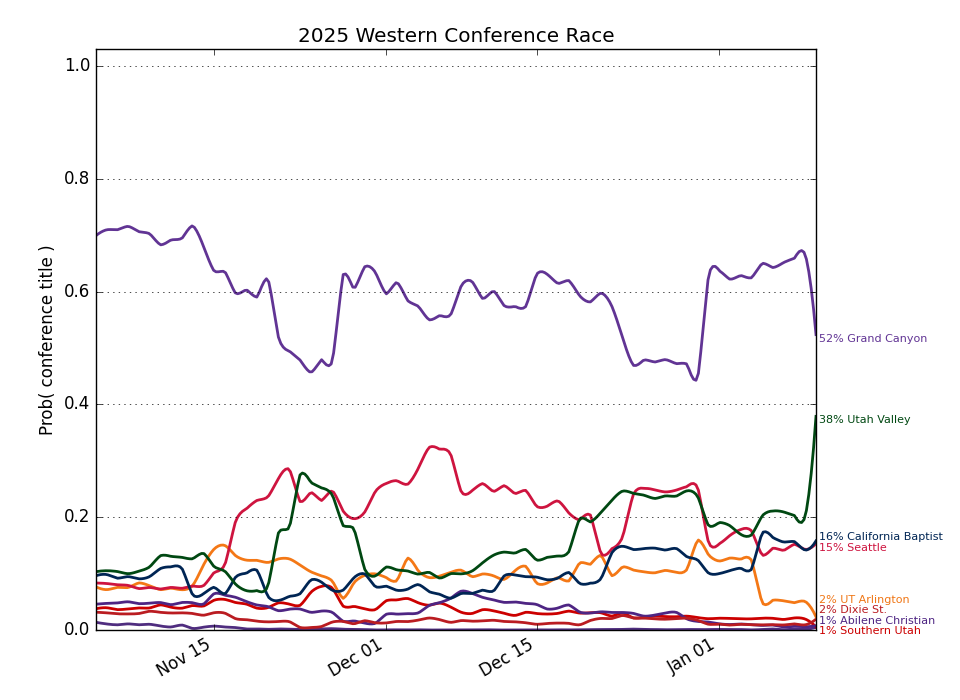 2025 Western Conference Race
Prob( conference title )
1.0
0.8
0.6
0.4
0.2
0.0
Nov 15
Dec 01
Dec 15
Jan 01
52% Grand Canyon
38% Utah Valley
16% California Baptist
15% Seattle
2% UT Arlington
2% Dixie St.
1% Abilene Christian
1% Southern Utah